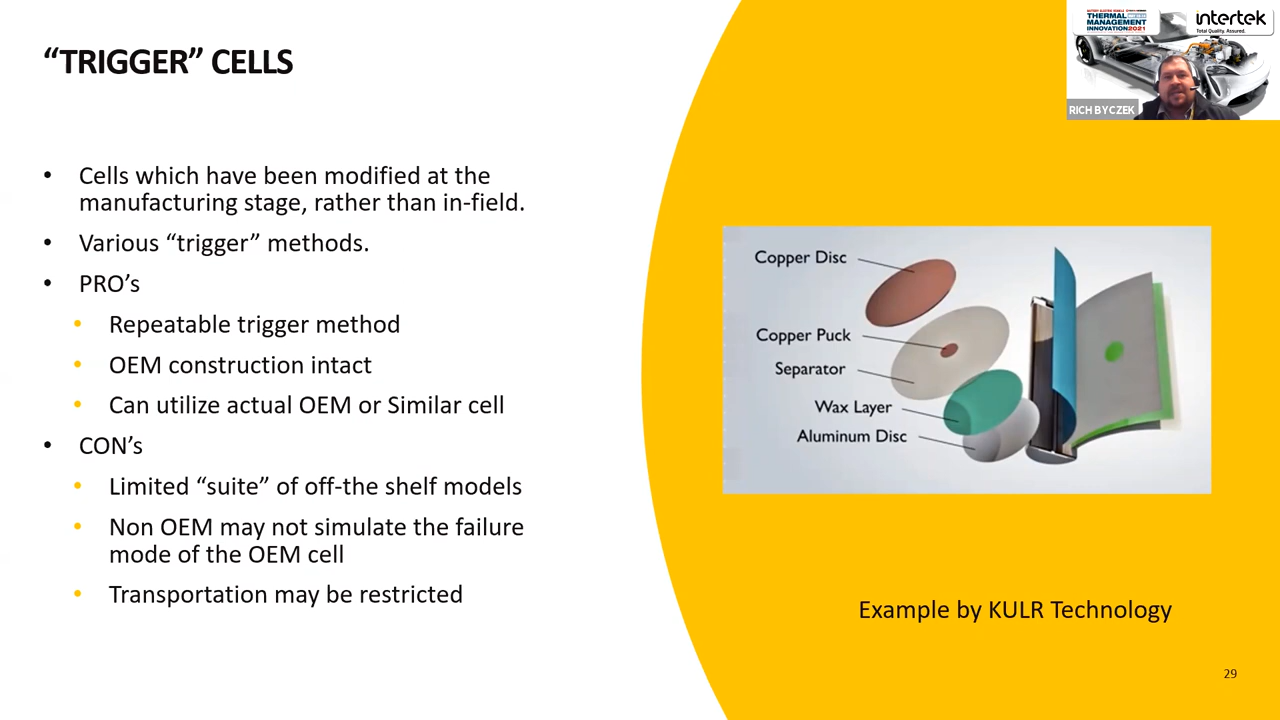 “TRIGGER” CELLS
• Cells which have been modified at the
manufacturing stage, rather than in-field.
• Various “trigger” methods.
• PRO’s
• Repeatable trigger method
• OEM construction intact
• Can utilize actual OEM or Similar cell
• CON’s
• Limited “suite” of off-the shelf models
• Non OEM may not simulate the failure
mode of the OEM cell
• Transportation may be restricted
THERMAL
MANAGEMENT
INNOVATION2021
intertek
Total Quality. Assured.
RICH BYCZEK
Copper Disc
Copper Puck
Separator
Wax Layer
Aluminum Disc
Example by KULR Technology
29